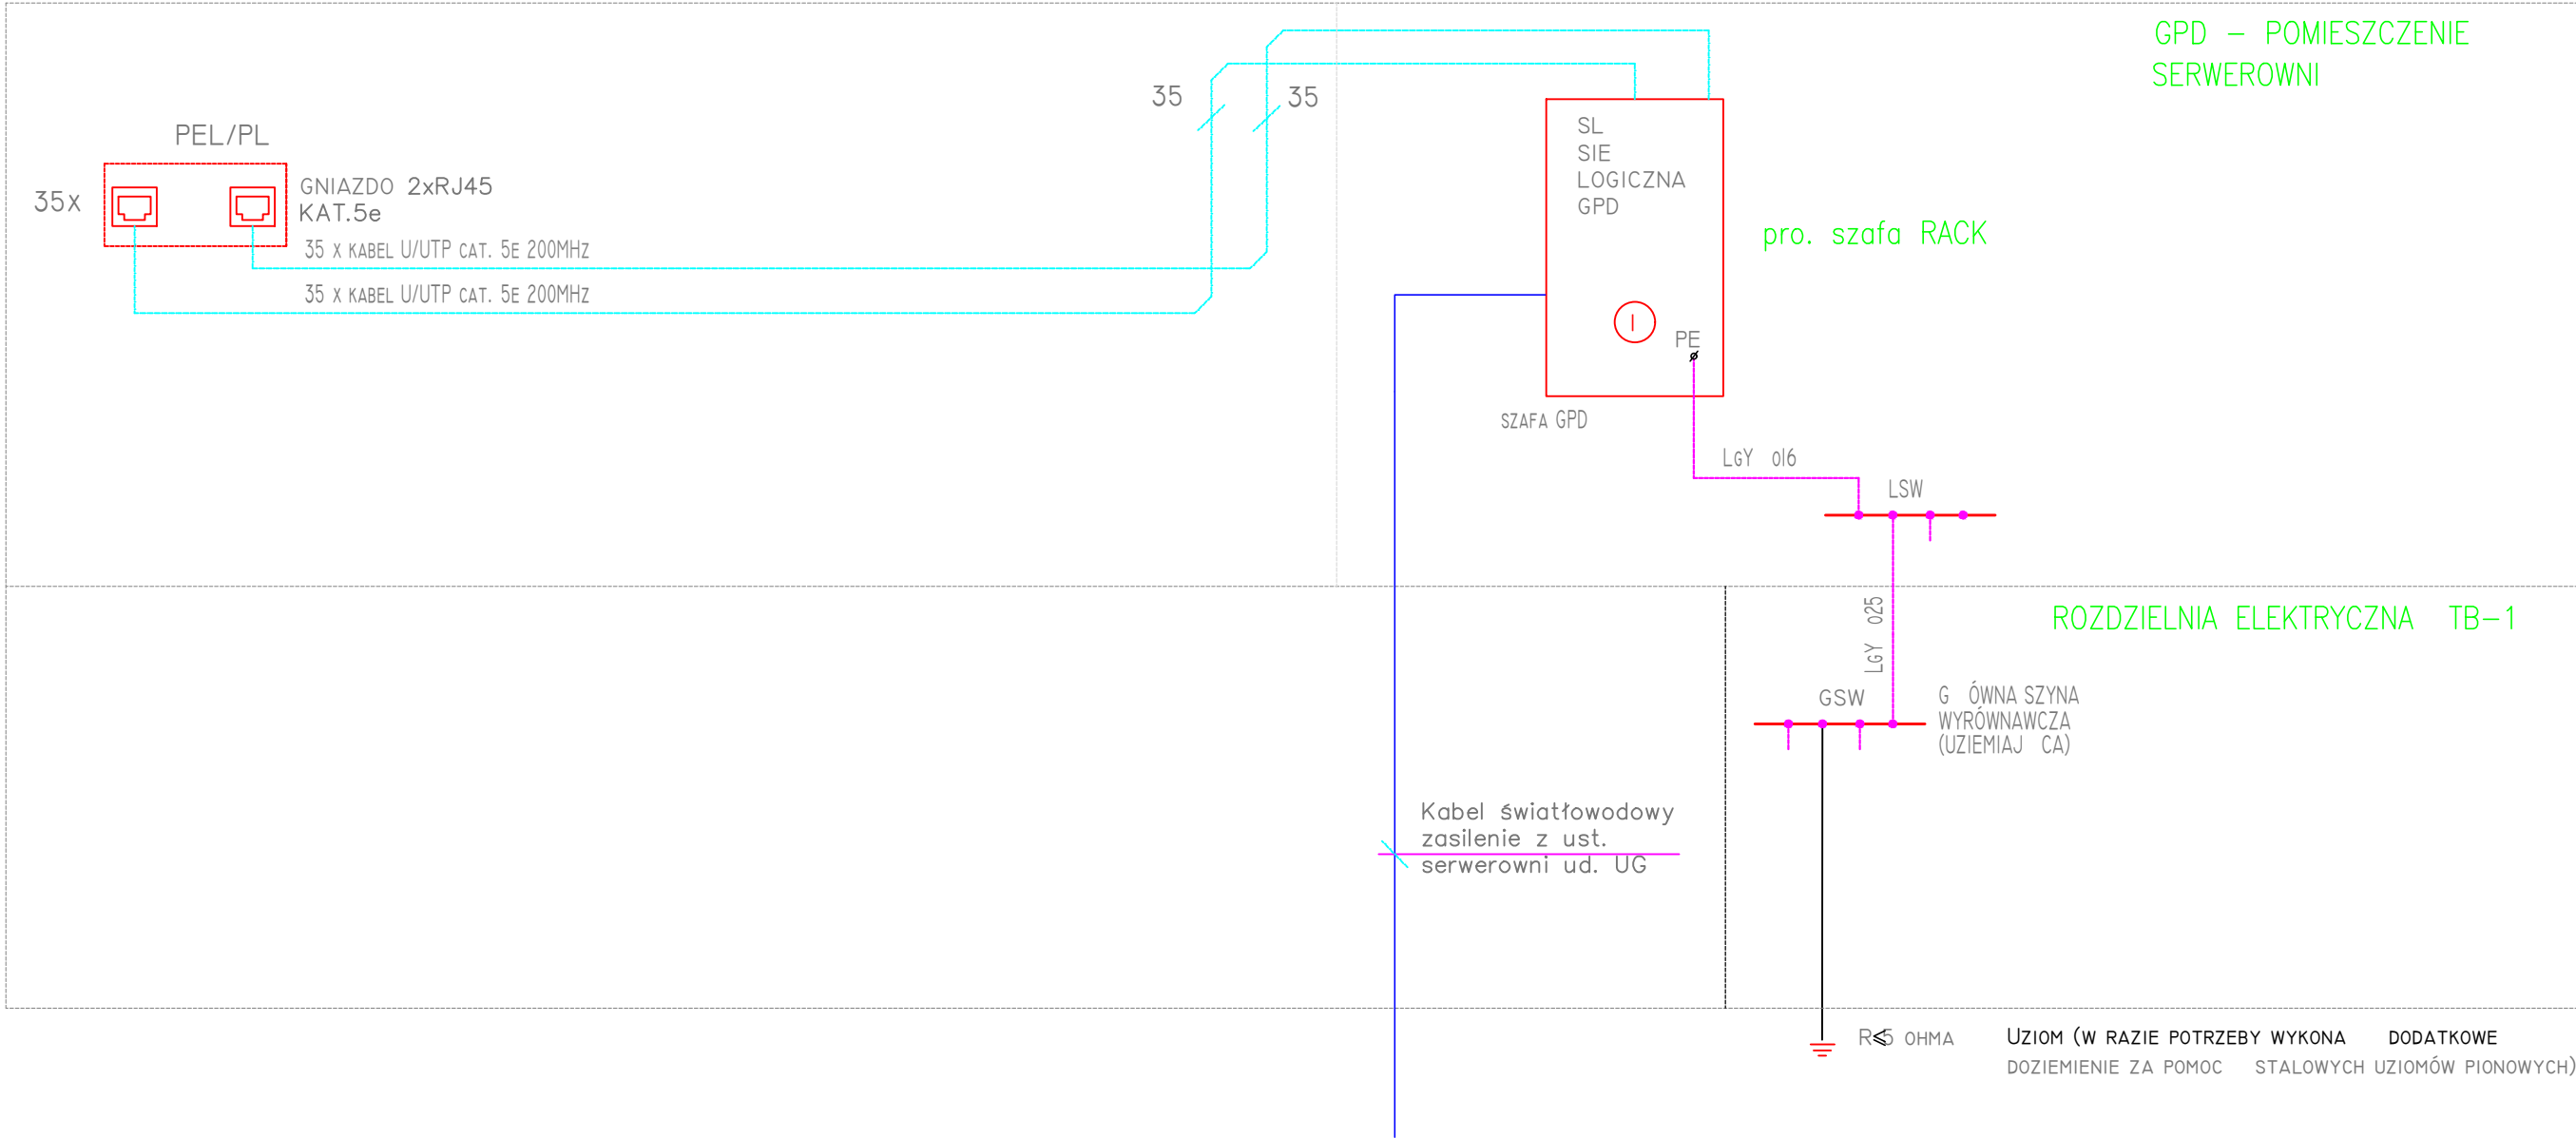 GPD - POMIESZCZENIE
SERWEROWNI
35
35
PEL/PL
35x
GNIAZDO 2xRJ45
KAT.5e
35 x KABEL U/UTP CAT. 5E 200MHz
35 x KABEL U/UTP CAT. 5E 200MHz
SL
SIE
LOGICZNA
GPD
pro. szafa RACK
PE
SZAFA GPD
LGY o16
LSW
LGY o25
ROZDZIELNIA ELEKTRYCZNA TB-1
GSW
G ÓWNA SZYNA
WYRÓWNAWCZA
(UZIEMIAJ CA)
Kabel światłowodowy
zasilenie z ust.
serwerowni ud. UG
R≤5 OHMA
UZIOM (W RAZIE POTRZEBY WYKONA DODATKOWE
DOZIEMIENIE ZA POMOC STALOWYCH UZIOMÓW PIONOWYCH)